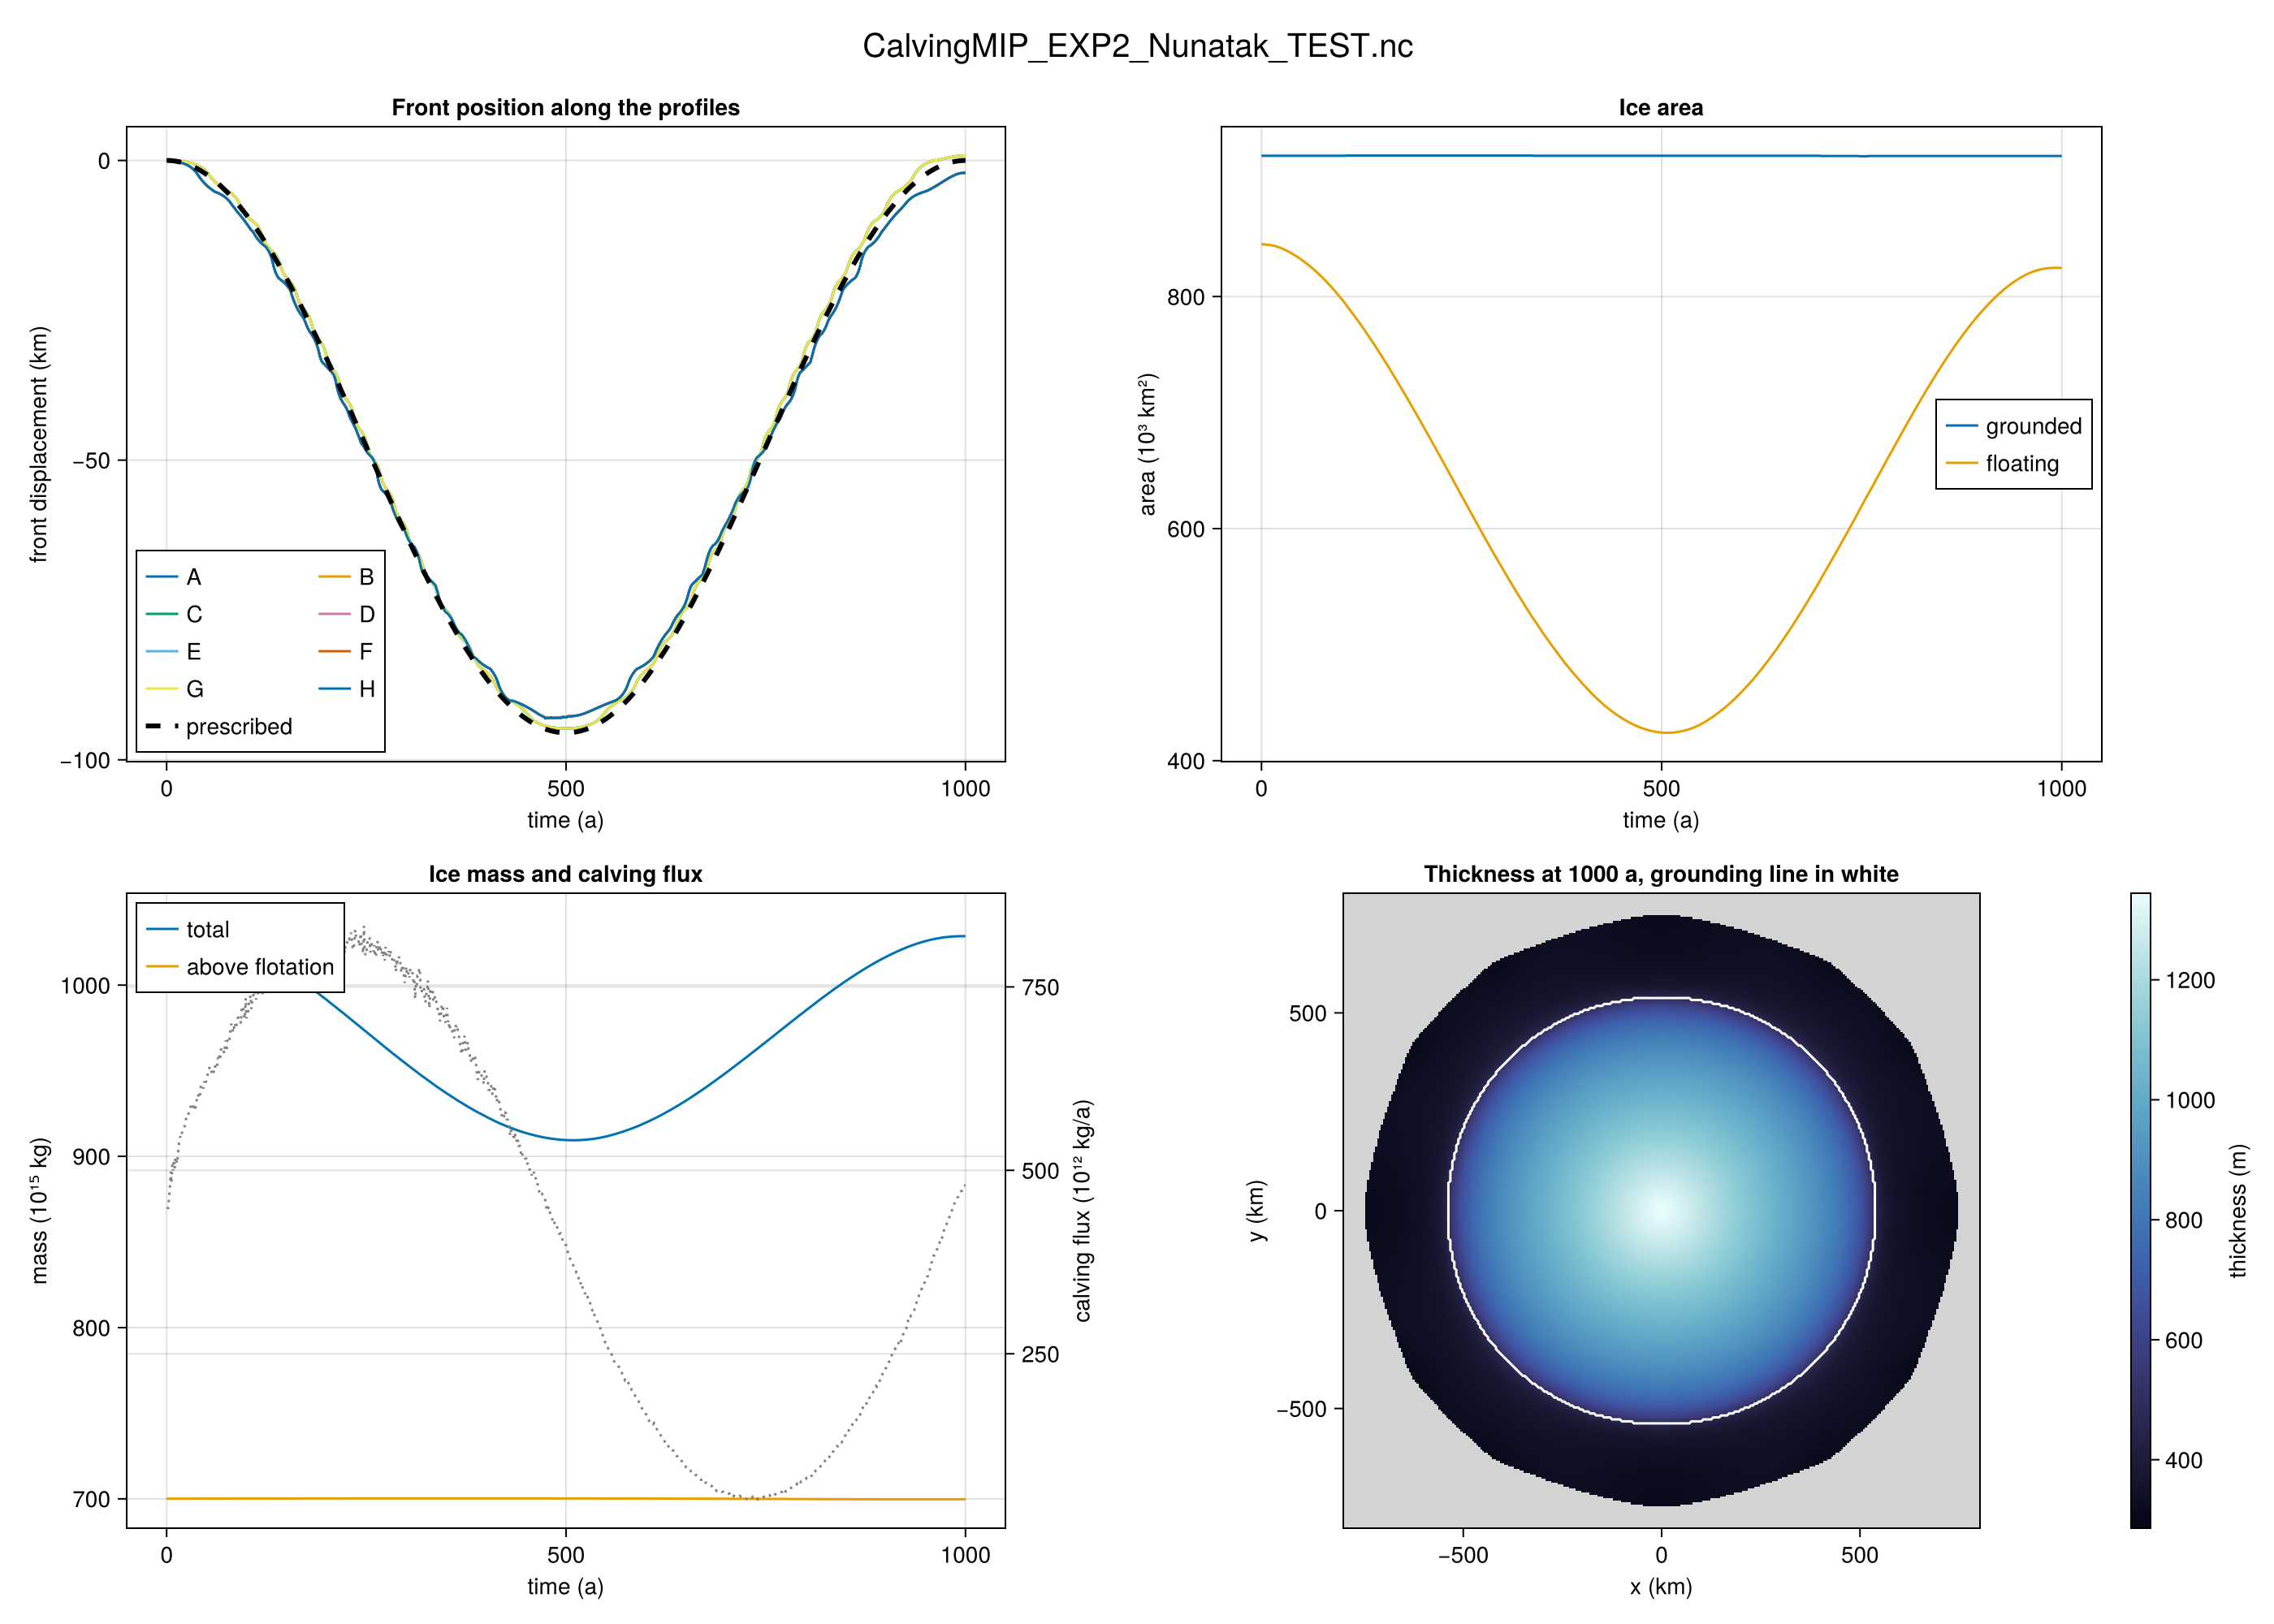 CalvingMIP_EXP2_Nunatak_TEST.nc
Front position along the profiles
0
−50
−100
front displacement (km)
A B
C D
E F
G H
prescribed
0 500 1000
time (a)
Ice area
800
600
400
area (10³ km²)
grounded
floating
0 500 1000
time (a)
Ice mass and calving flux
total
above flotation
1000
900
800
700
mass (10¹⁵ kg)
750
500
250
calving flux (10¹² kg/a)
0 500 1000
time (a)
Thickness at 1000 a, grounding line in white
500
0
−500
y (km)
−500 0 500
x (km)
1200
1000
800
600
400
thickness (m)